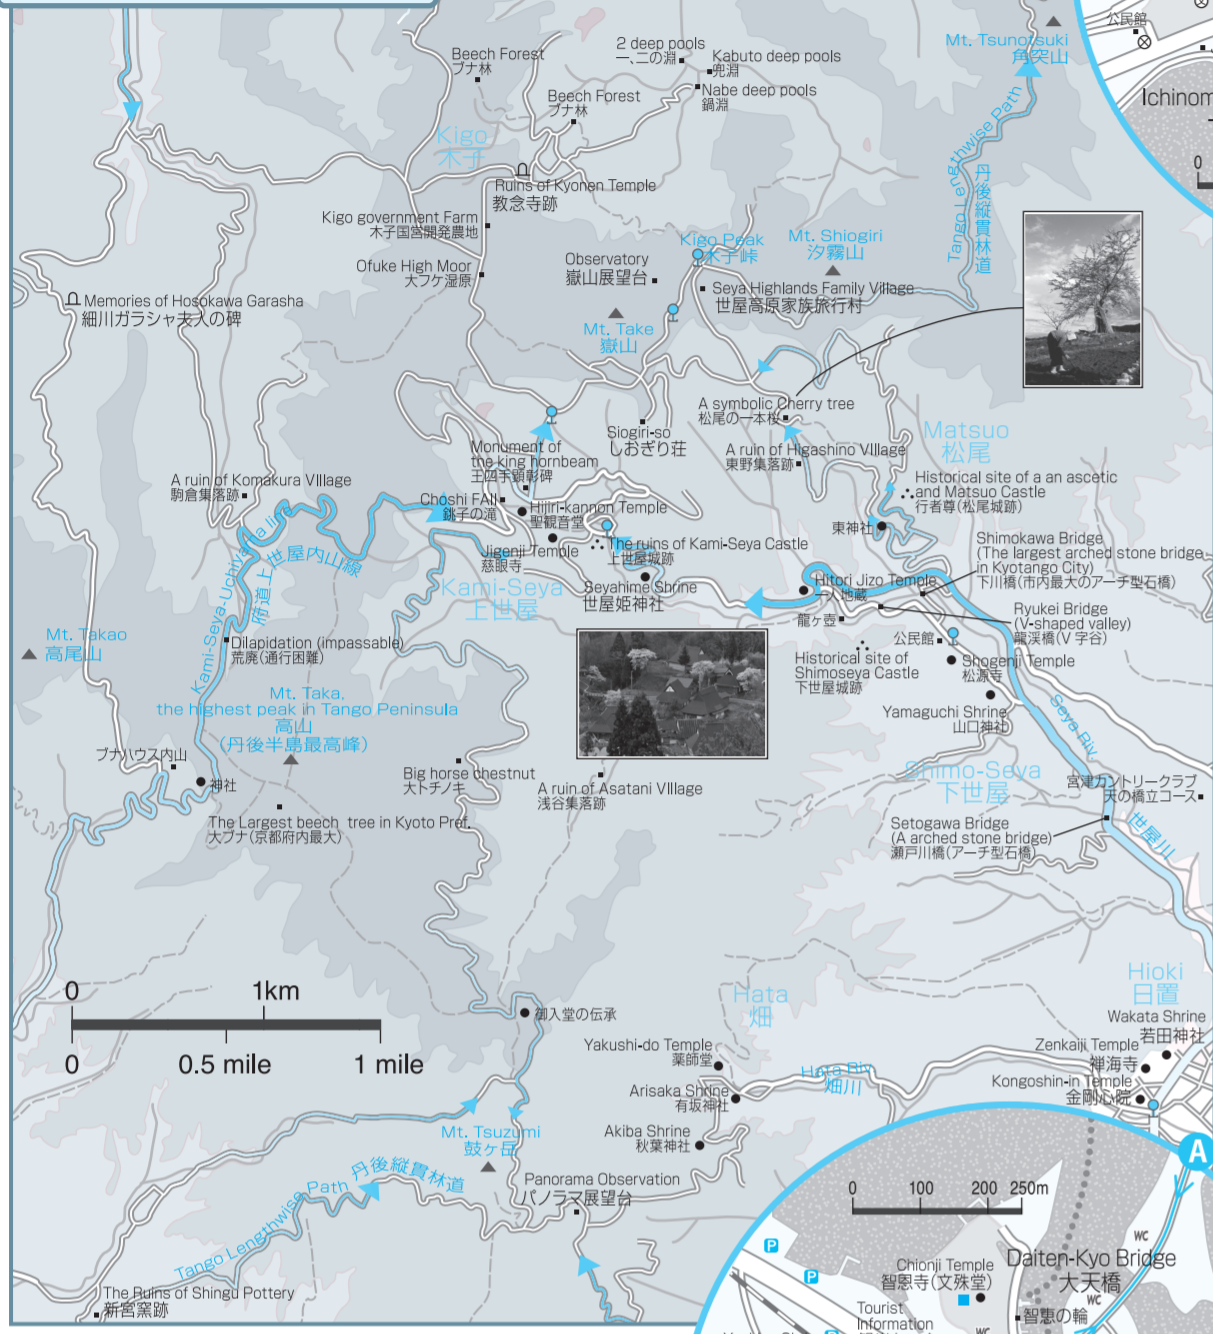 公民館
Ichinom
0
Mt. Tsunotsuki
角突山
Tango Lengthwise Path
丹後縦貫林道
Beech Forest
ブナ林
2 deep pools
一、二の淵
Kabuto deep pools
兜淵
Nabe deep pools
鍋淵
Beech Forest
ブナ林
Kigo
木子
Ruins of Kyonen Temple
教念寺跡
Kigo government Farm
木子国営開発農地
Ofuke High Moor
大フケ湿原
Kigo Peak
木子峠
Mt. Shiogiri
汐霧山
Observatory
嶽山展望台
Seya Highlands Family Village
世屋高原家族旅行村
Mt. Take
嶽山
Memories of Hosokawa Garasha
細川ガラシャ夫人の碑
A symbolic Cherry tree
松尾の一本桜
Siogiri-so
しおぎり荘
Matsuo
松尾
A ruin of Higashino VIllage
東野集落跡
Monument of
the king hornbeam
王四手顕彰碑
Historical site of a an ascetic
and Matsuo Castle
行者尊(松尾城跡)
A ruin of Komakura VIllage
駒倉集落跡
Choshi FAll
銚子の滝
Hijiri-kannon Temple
聖観音堂
東神社
Jigenji Temple
慈眼寺
The ruins of Kami-Seya Castle
上世屋城跡
Shimokawa Bridge
(The largest arched stone bridge
in Kyotango City)
下川橋(市内最大のアーチ型石橋)
Kami-Seya-Uchiyama line
府道上世屋内山線
Kami-Seya
上世屋
Seyahime Shrine
世屋姫神社
Hitori Jizo Temple
一人地蔵
Ryukei Bridge
(V-shaped valley)
龍渓橋(V 字谷)
龍ヶ壺
公民館
Mt. Takao
高尾山
Dilapidation (impassable)
荒廃(通行困難)
Historical site of
Shimoseya Castle
下世屋城跡
Shogenji Temple
松源寺
Mt. Taka,
the highest peak in Tango Peninsula
高山
(丹後半島最高峰)
Yamaguchi Shrine
山口神社
Seya Riv
世屋川
ブナハウス内山
神社
Big horse chestnut
大トチノキ
A ruin of Asatani VIllage
浅谷集落跡
Shimo-Seya
下世屋
宮津カントリークラブ
天の橋立コース
The Largest beech tree in Kyoto Pref.
大ブナ(京都府内最大)
Setogawa Bridge
(A arched stone bridge)
瀬戸川橋(アーチ型石橋)
0 1km
0 0.5 mile 1 mile
御入堂の伝承
Hata
畑
Hioki
日置
Wakata Shrine
若田神社
Yakushi-do Temple
薬師堂
Zenkaiji Temple
禅海寺
Hata Riv
畑川
Kongoshin-in Temple
金剛心院
Arisaka Shrine
有坂神社
Akiba Shrine
秋葉神社
Mt. Tsuzumi
鼓ヶ岳
A
Tango Lengthwise Path 丹後縦貫林道
Panorama Observation
パノラマ展望台
0 100 200 250m
The Ruins of Shingu Pottery
新宮窯跡
P
P
WC
Daiten-Kyo Bridge
大天橋
Chionji Temple
智恩寺(文殊堂)
WC
智恵の輪
Tourist
Information
WC